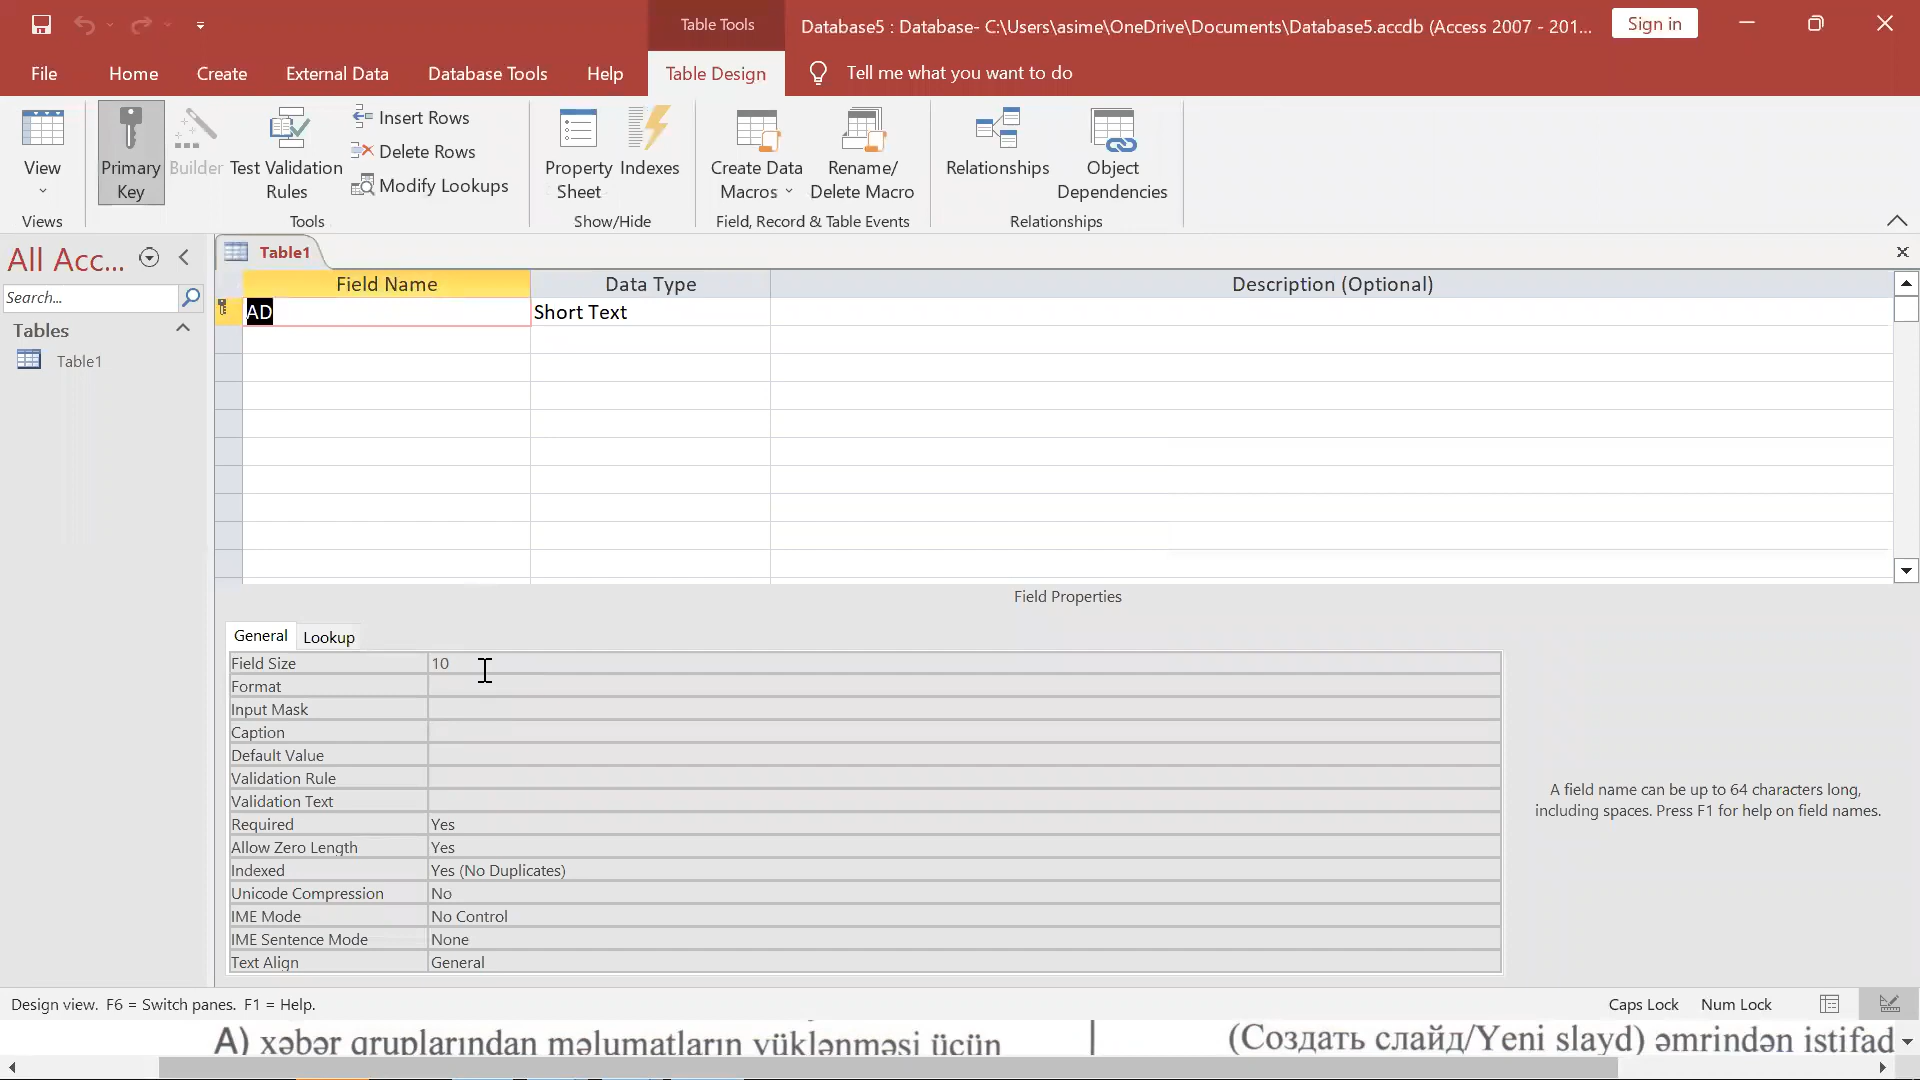 Table Tools
Database5 : Database- C:\Users\asime\OneDrive\Documents\Database5.accdb (Access 2007 - 201...
Sign in
File Home Create External Data Database Tools Help Table Design Tell me what you want to do
View
Primary Key
Builder
Test Validation Rules
Insert Rows
Delete Rows
Modify Lookups
Property Sheet
Indexes
Create Data Macros
Rename/ Delete Macro
Relationships
Object Dependencies
Views
Tools
Show/Hide
Field, Record & Table Events
Relationships
All Acc...
Search...
Tables
Table1
Table1
Field Name Data Type Description (Optional)
AD Short Text
Field Properties
General Lookup
Field Size 10
Format
Input Mask
Caption
Default Value
Validation Rule
Validation Text
Required Yes
Allow Zero Length Yes
Indexed Yes (No Duplicates)
Unicode Compression No
IME Mode No Control
IME Sentence Mode None
Text Align General
A field name can be up to 64 characters long,
including spaces. Press F1 for help on field names.
Design view. F6 = Switch panes. F1 = Help.
Caps Lock Num Lock
A) xəbər qruplarından məlumatların yüklənməsi üçün
(Создать слайд/Yeni slayd) əmrindən istifad